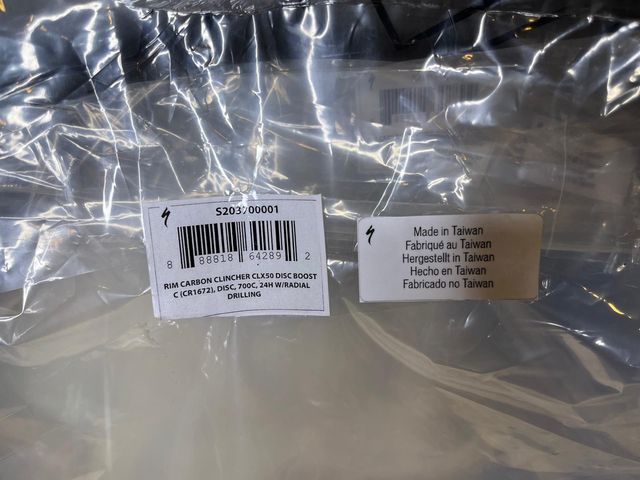 S203700001
8 88818 64289 2
RIM CARBON CLINCHER CLX50 DISC BOOST
C (CR1672), DISC, 700C, 24H W/RADIAL
DRILLING
Made in Taiwan
Fabriqué au Taiwan
Hergestellt in Taiwan
Hecho en Taiwan
Fabricado no Taiwan